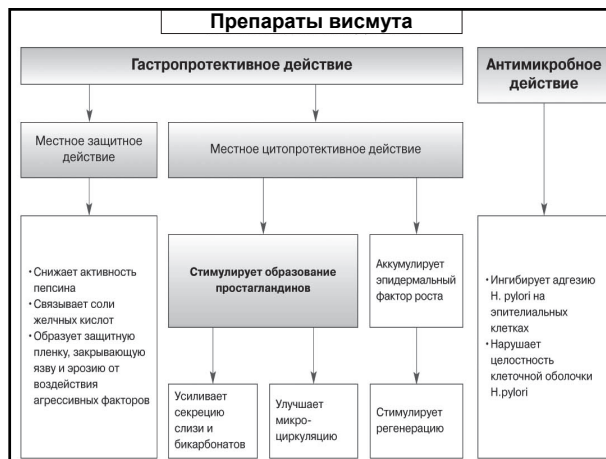 Препараты висмута
Гастропротективное действие
Антимикробное
действие
Местное защитное
действие
Местное цитопротективное действие
• Снижает активность
пепсина
• Связывает соли
желчных кислот
• Образует защитную
пленку, закрывающую
язву и эрозию от
воздействия
агрессивных факторов
Стимулирует образование
простагландинов
Аккумулирует
эпидермальный
фактор роста
• Ингибирует адгезию
H. pylori на
эпителиальных
клетках
• Нарушает
целостность
клеточной оболочки
H.pylori
Усиливает
секрецию
слизи и
бикарбонатов
Улучшает
микро-
циркуляцию
Стимулирует
регенерацию